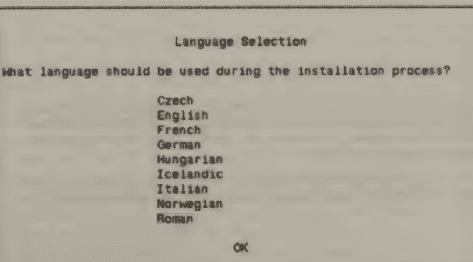 Language Selection
What language should be used during the installation process?
Czech
English
French
German
Hungarian
Icelandic
Italian
Norwegian
Roman
OK